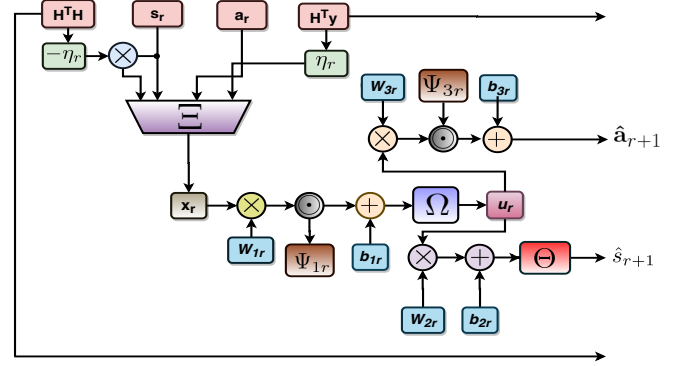 HᵀH
sᵣ
aᵣ
Hᵀy
−ηᵣ
×
ηᵣ
Ξ
W₃ᵣ
Ψ₃ᵣ
b₃ᵣ
×
+
âᵣ₊₁
xᵣ
×
+
Ω
uᵣ
W₁ᵣ
Ψ₁ᵣ
b₁ᵣ
×
+
Θ
ŝᵣ₊₁
W₂ᵣ
b₂ᵣ